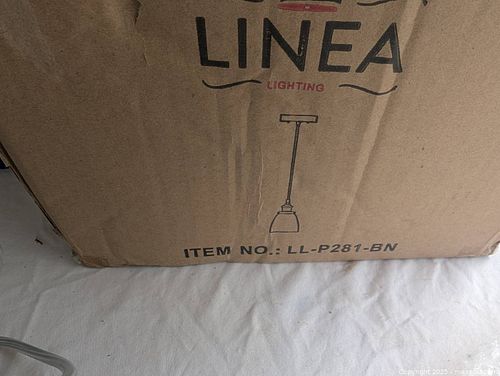 LINEA
LIGHTING
ITEM NO.: LL-P281-BN